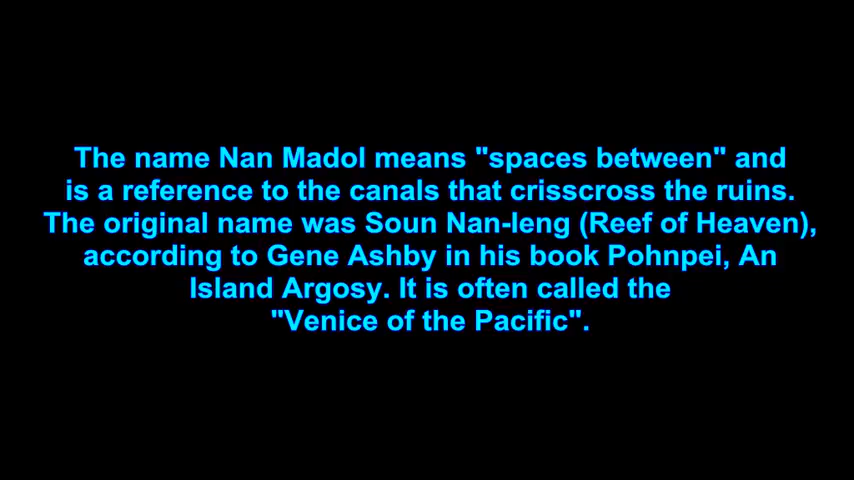 The name Nan Madol means "spaces between" and
is a reference to the canals that crisscross the ruins.
The original name was Soun Nan-leng (Reef of Heaven),
according to Gene Ashby in his book Pohnpei, An
Island Argosy. It is often called the
"Venice of the Pacific".